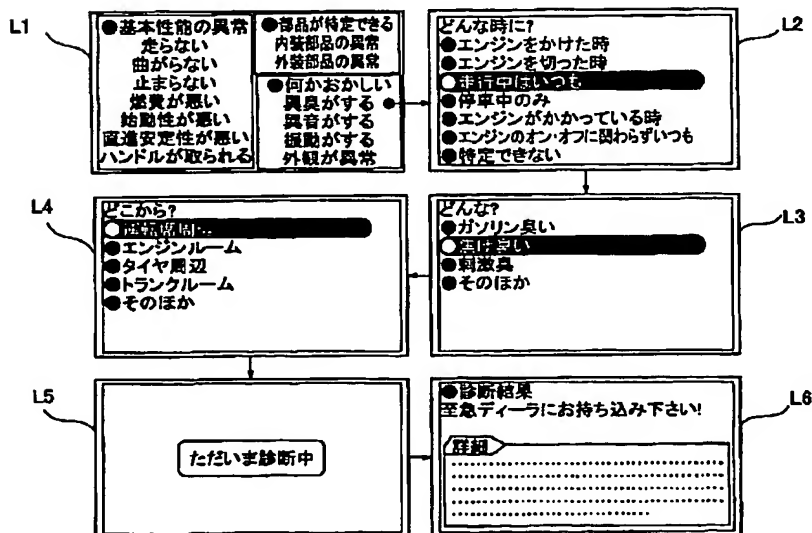 L1
●基本性能の異常
走らない
曲がらない
止まらない
燃費が悪い
始動性が悪い
直進安定性が悪い
ハンドルが取られる
●部品が特定できる
内装部品の異常
外装部品の異常
●何かおかしい
異臭がする
異音がする
振動がする
外観が異常
L2
どんな時に?
●エンジンをかけた時
●エンジンを切った時
走行中はいつも
●停車中のみ
●エンジンがかかっている時
●エンジンのオン・オフに関わらずいつも
●特定できない
L4
どこから?
●エンジンルーム
●タイヤ周辺
●トランクルーム
●そのほか
L3
どんな?
●ガソリン臭い
●刺激臭
●そのほか
L5
ただいま診断中
L6
●診断結果
至急ディーラにお持ち込み下さい!
詳細